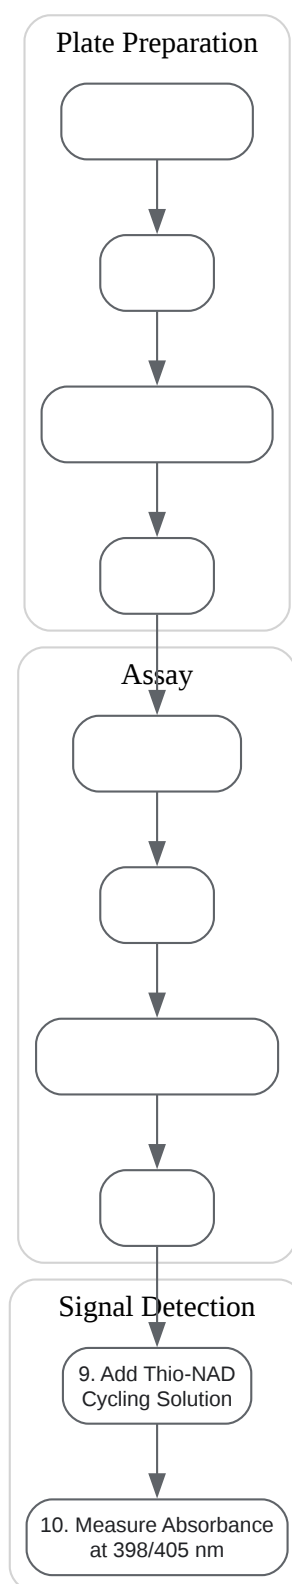 Plate Preparation
Assay
Signal Detection
9. Add Thio-NAD
Cycling Solution
10. Measure Absorbance
at 398/405 nm